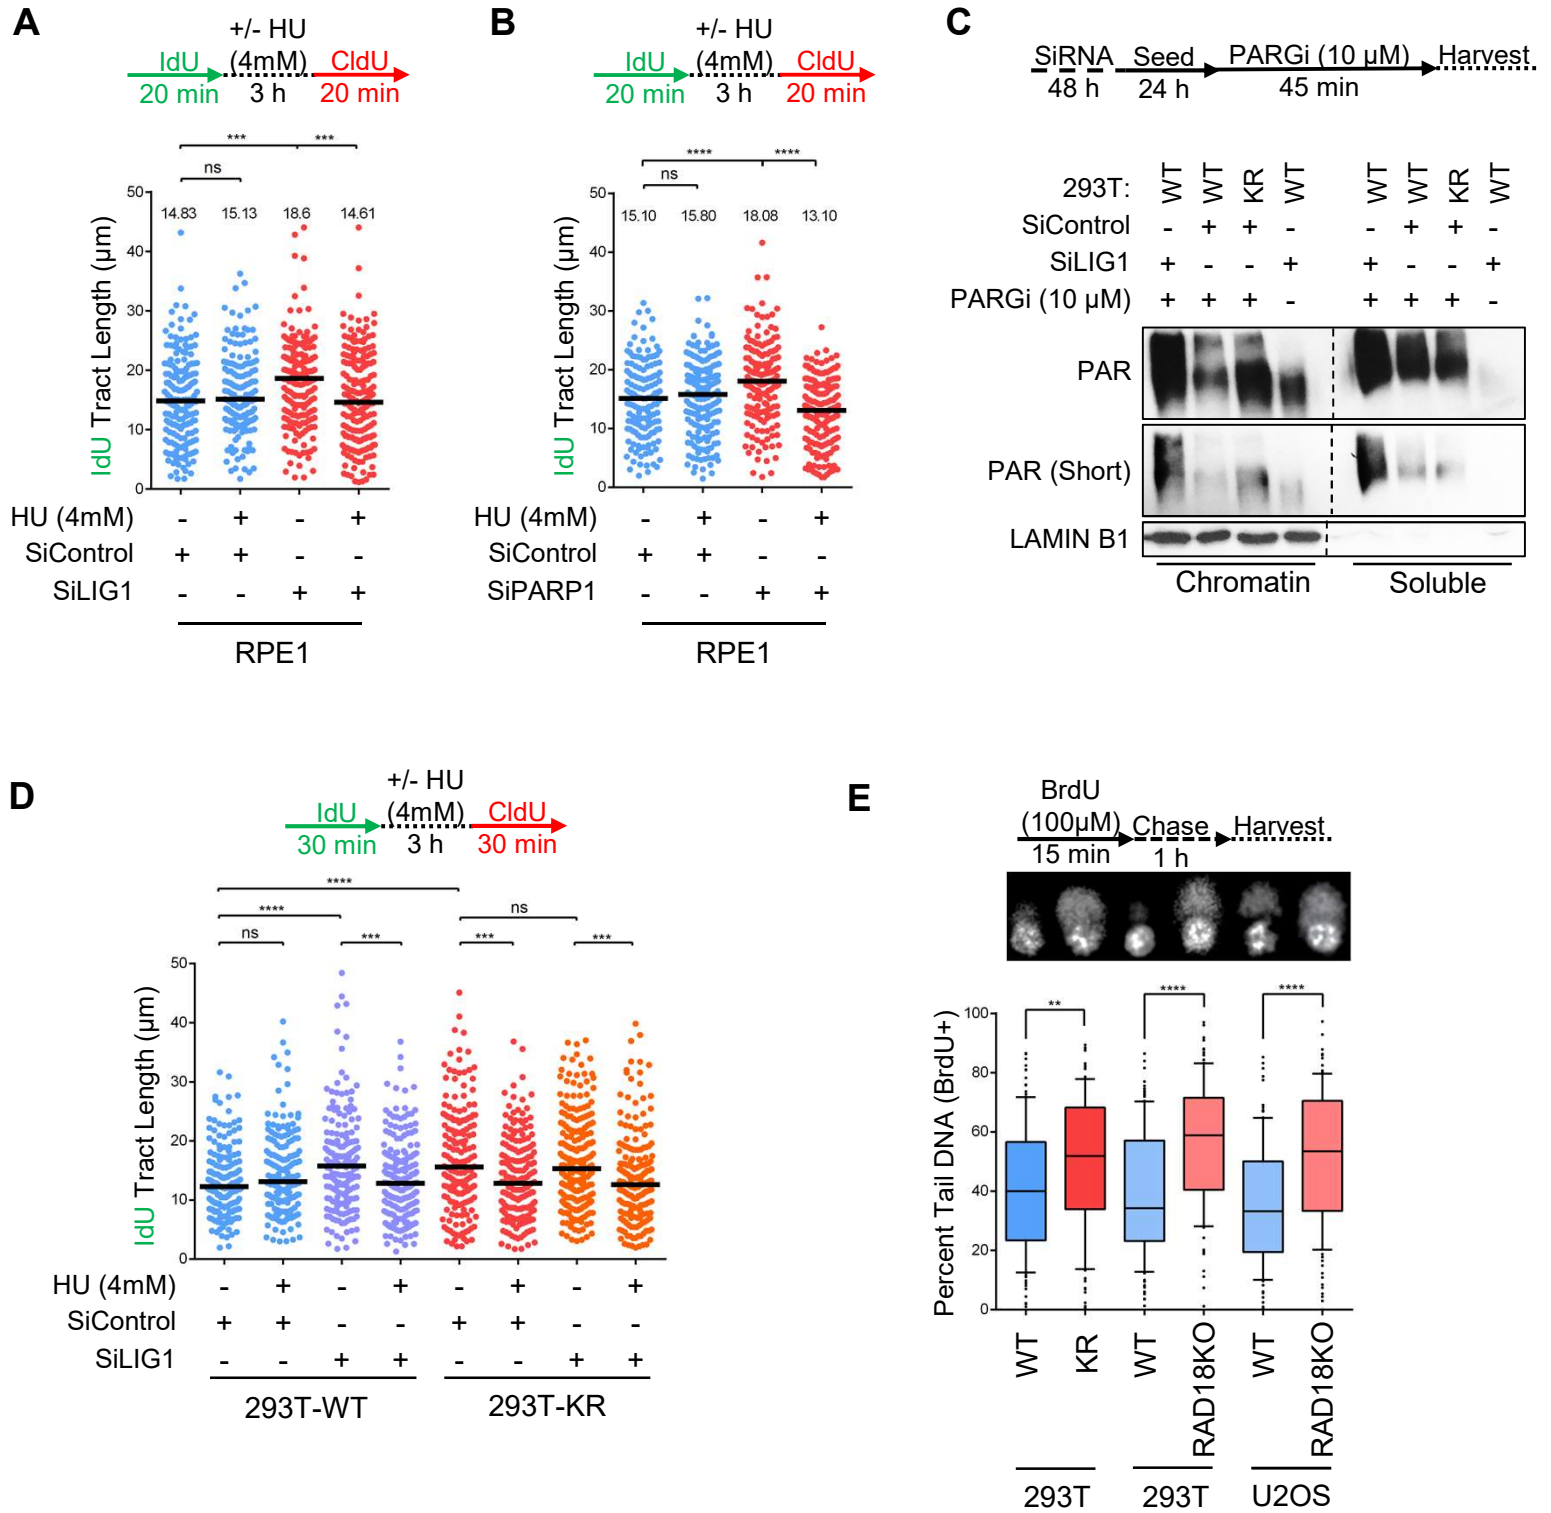 A
+/- HU
IdU (4mM) CldU
20 min 3 h 20 min
*** ***
ns
IdU Tract Length (μm)
50
40
30
20
10
0
14.83 15.13 18.6 14.61
HU (4mM) - + - +
SiControl + + - -
SiLIG1 - - + +
RPE1
B
+/- HU
IdU (4mM) CldU
20 min 3 h 20 min
**** ****
ns
IdU Tract Length (μm)
50
40
30
20
10
0
15.10 15.80 18.08 13.10
HU (4mM) - + - +
SiControl + + - -
SiPARP1 - - + +
RPE1
C
SiRNA Seed PARGi (10 μM) Harvest
48 h 24 h 45 min
293T: WT WT KR WT WT WT KR WT
SiControl - + + - - + + -
SiLIG1 + - - + + - - +
PARGi (10 μM) + + + - + + + -
PAR
PAR (Short)
LAMIN B1
Chromatin Soluble
D
+/- HU
IdU (4mM) CldU
30 min 3 h 30 min
****
**** ns
ns *** *** ***
IdU Tract Length (μm)
50
40
30
20
10
0
HU (4mM) - + - + - + - +
SiControl + + - - + + - -
SiLIG1 - - + + - - + +
293T-WT 293T-KR
E
BrdU
(100μM) Chase Harvest
15 min 1 h
** **** ****
Percent Tail DNA (BrdU+)
100
80
60
40
20
0
WT KR WT RAD18KO WT RAD18KO
293T 293T U2OS